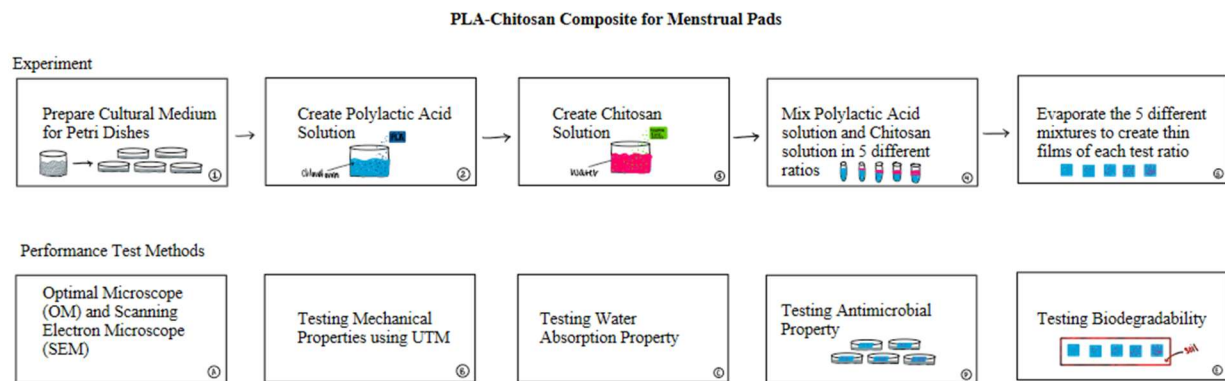 PLA-Chitosan Composite for Menstrual Pads
Experiment
Prepare Cultural Medium
for Petri Dishes
1
Create Polylactic Acid
Solution
PLA
2
Create Chitosan
Solution
Water
3
Mix Polylactic Acid
solution and Chitosan
solution in 5 different
ratios
4
Evaporate the 5 different
mixtures to create thin
films of each test ratio
5
Performance Test Methods
Optimal Microscope
(OM) and Scanning
Electron Microscope
(SEM)
A
Testing Mechanical
Properties using UTM
B
Testing Water
Absorption Property
C
Testing Antimicrobial
Property
D
Testing Biodegradability
soil
E